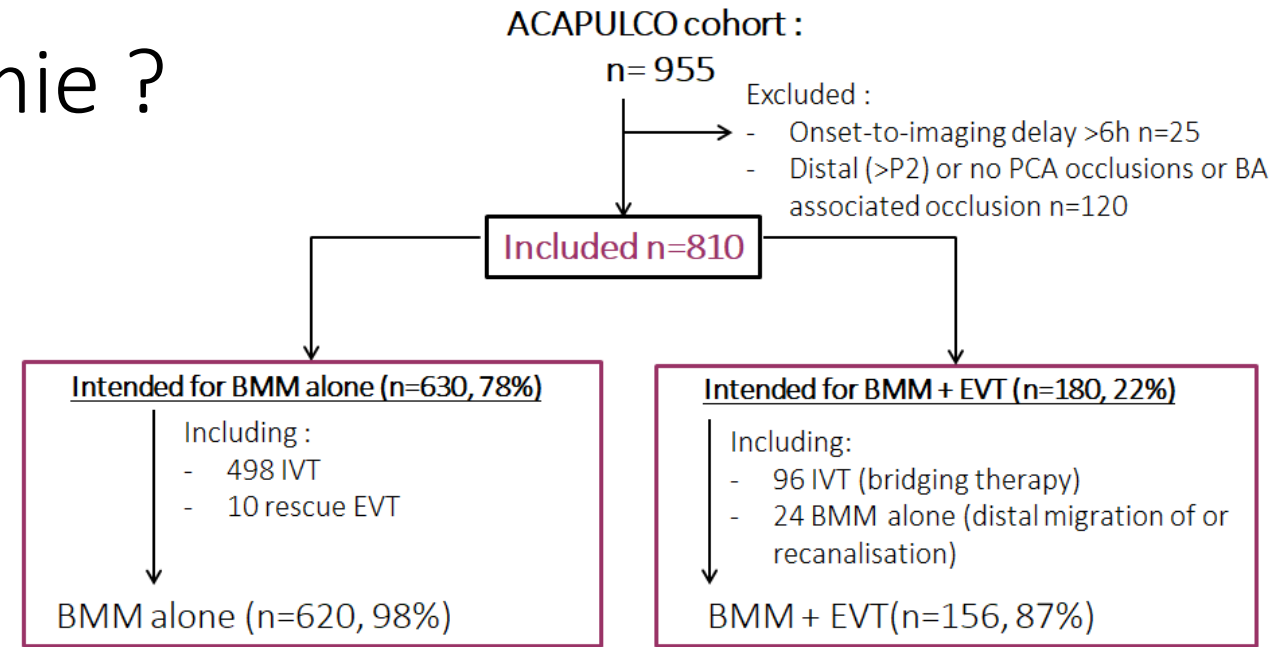 ACAPULCO cohort :
nie ?
n= 955
Excluded :
- Onset-to-imaging delay >6h n=25
- Distal (>P2) or no PCA occlusions or BA
associated occlusion n=120
Included n=810
Intended for BMM alone (n=630, 78%)
Including :
- 498 IVT
- 10 rescue EVT
BMM alone (n=620, 98%)
Intended for BMM + EVT (n=180, 22%)
Including:
- 96 IVT (bridging therapy)
- 24 BMM alone (distal migration of or
recanalisation)
BMM + EVT(n=156, 87%)